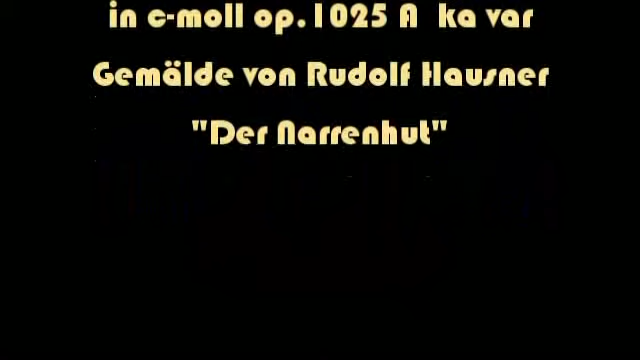 in c-moll op.1025 A ka var
Gemälde von Rudolf Hausner
"Der Narrenhut"